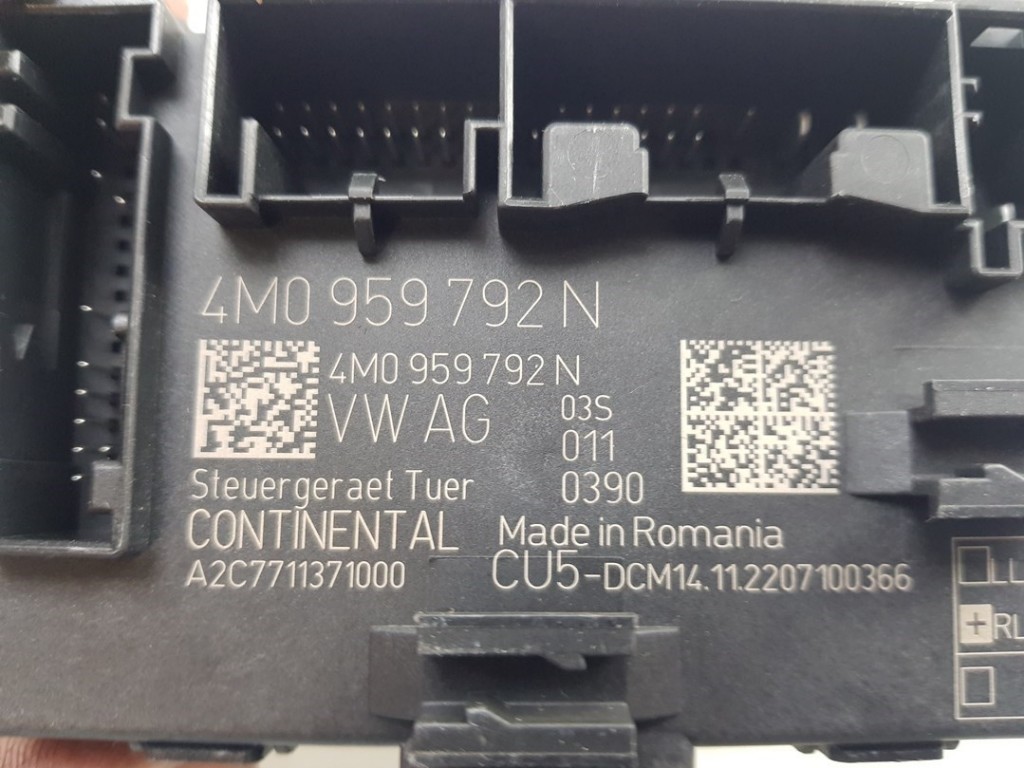 4M0 959 792 N
4M0 959 792 N
VW AG
03S
011
0390
Steuergeraet Tuer
CONTINENTAL
Made in Romania
A2C7711371000
CU5-DCM14.11.2207100366
LL
+RL